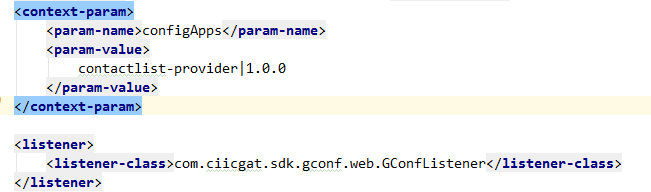 <context-param>
<param-name>configApps</param-name>
<param-value>
contactlist-provider|1.0.0
</param-value>
</context-param>
<listener>
<listener-class>com.ciicgat.sdk.gconf.web.GConfListener</listener-class>
</listener>